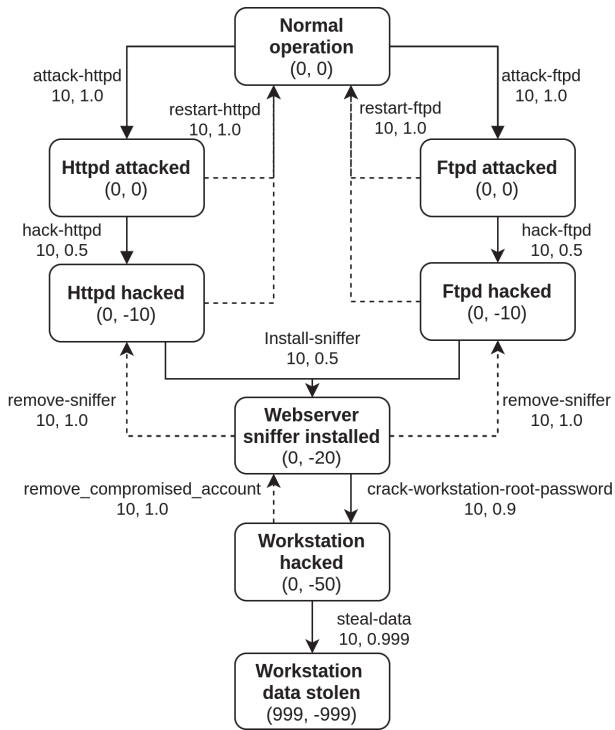 Normal
operation
(0, 0)
attack-httpd
10, 1.0
attack-ftpd
10, 1.0
restart-httpd
10, 1.0
restart-ftpd
10, 1.0
Httpd attacked
(0, 0)
Ftpd attacked
(0, 0)
hack-httpd
10, 0.5
hack-ftpd
10, 0.5
Httpd hacked
(0, -10)
Ftpd hacked
(0, -10)
Install-sniffer
10, 0.5
remove-sniffer
10, 1.0
Webserver
sniffer installed
(0, -20)
remove-sniffer
10, 1.0
remove_compromised_account
10, 1.0
crack-workstation-root-password
10, 0.9
Workstation
hacked
(0, -50)
steal-data
10, 0.999
Workstation
data stolen
(999, -999)